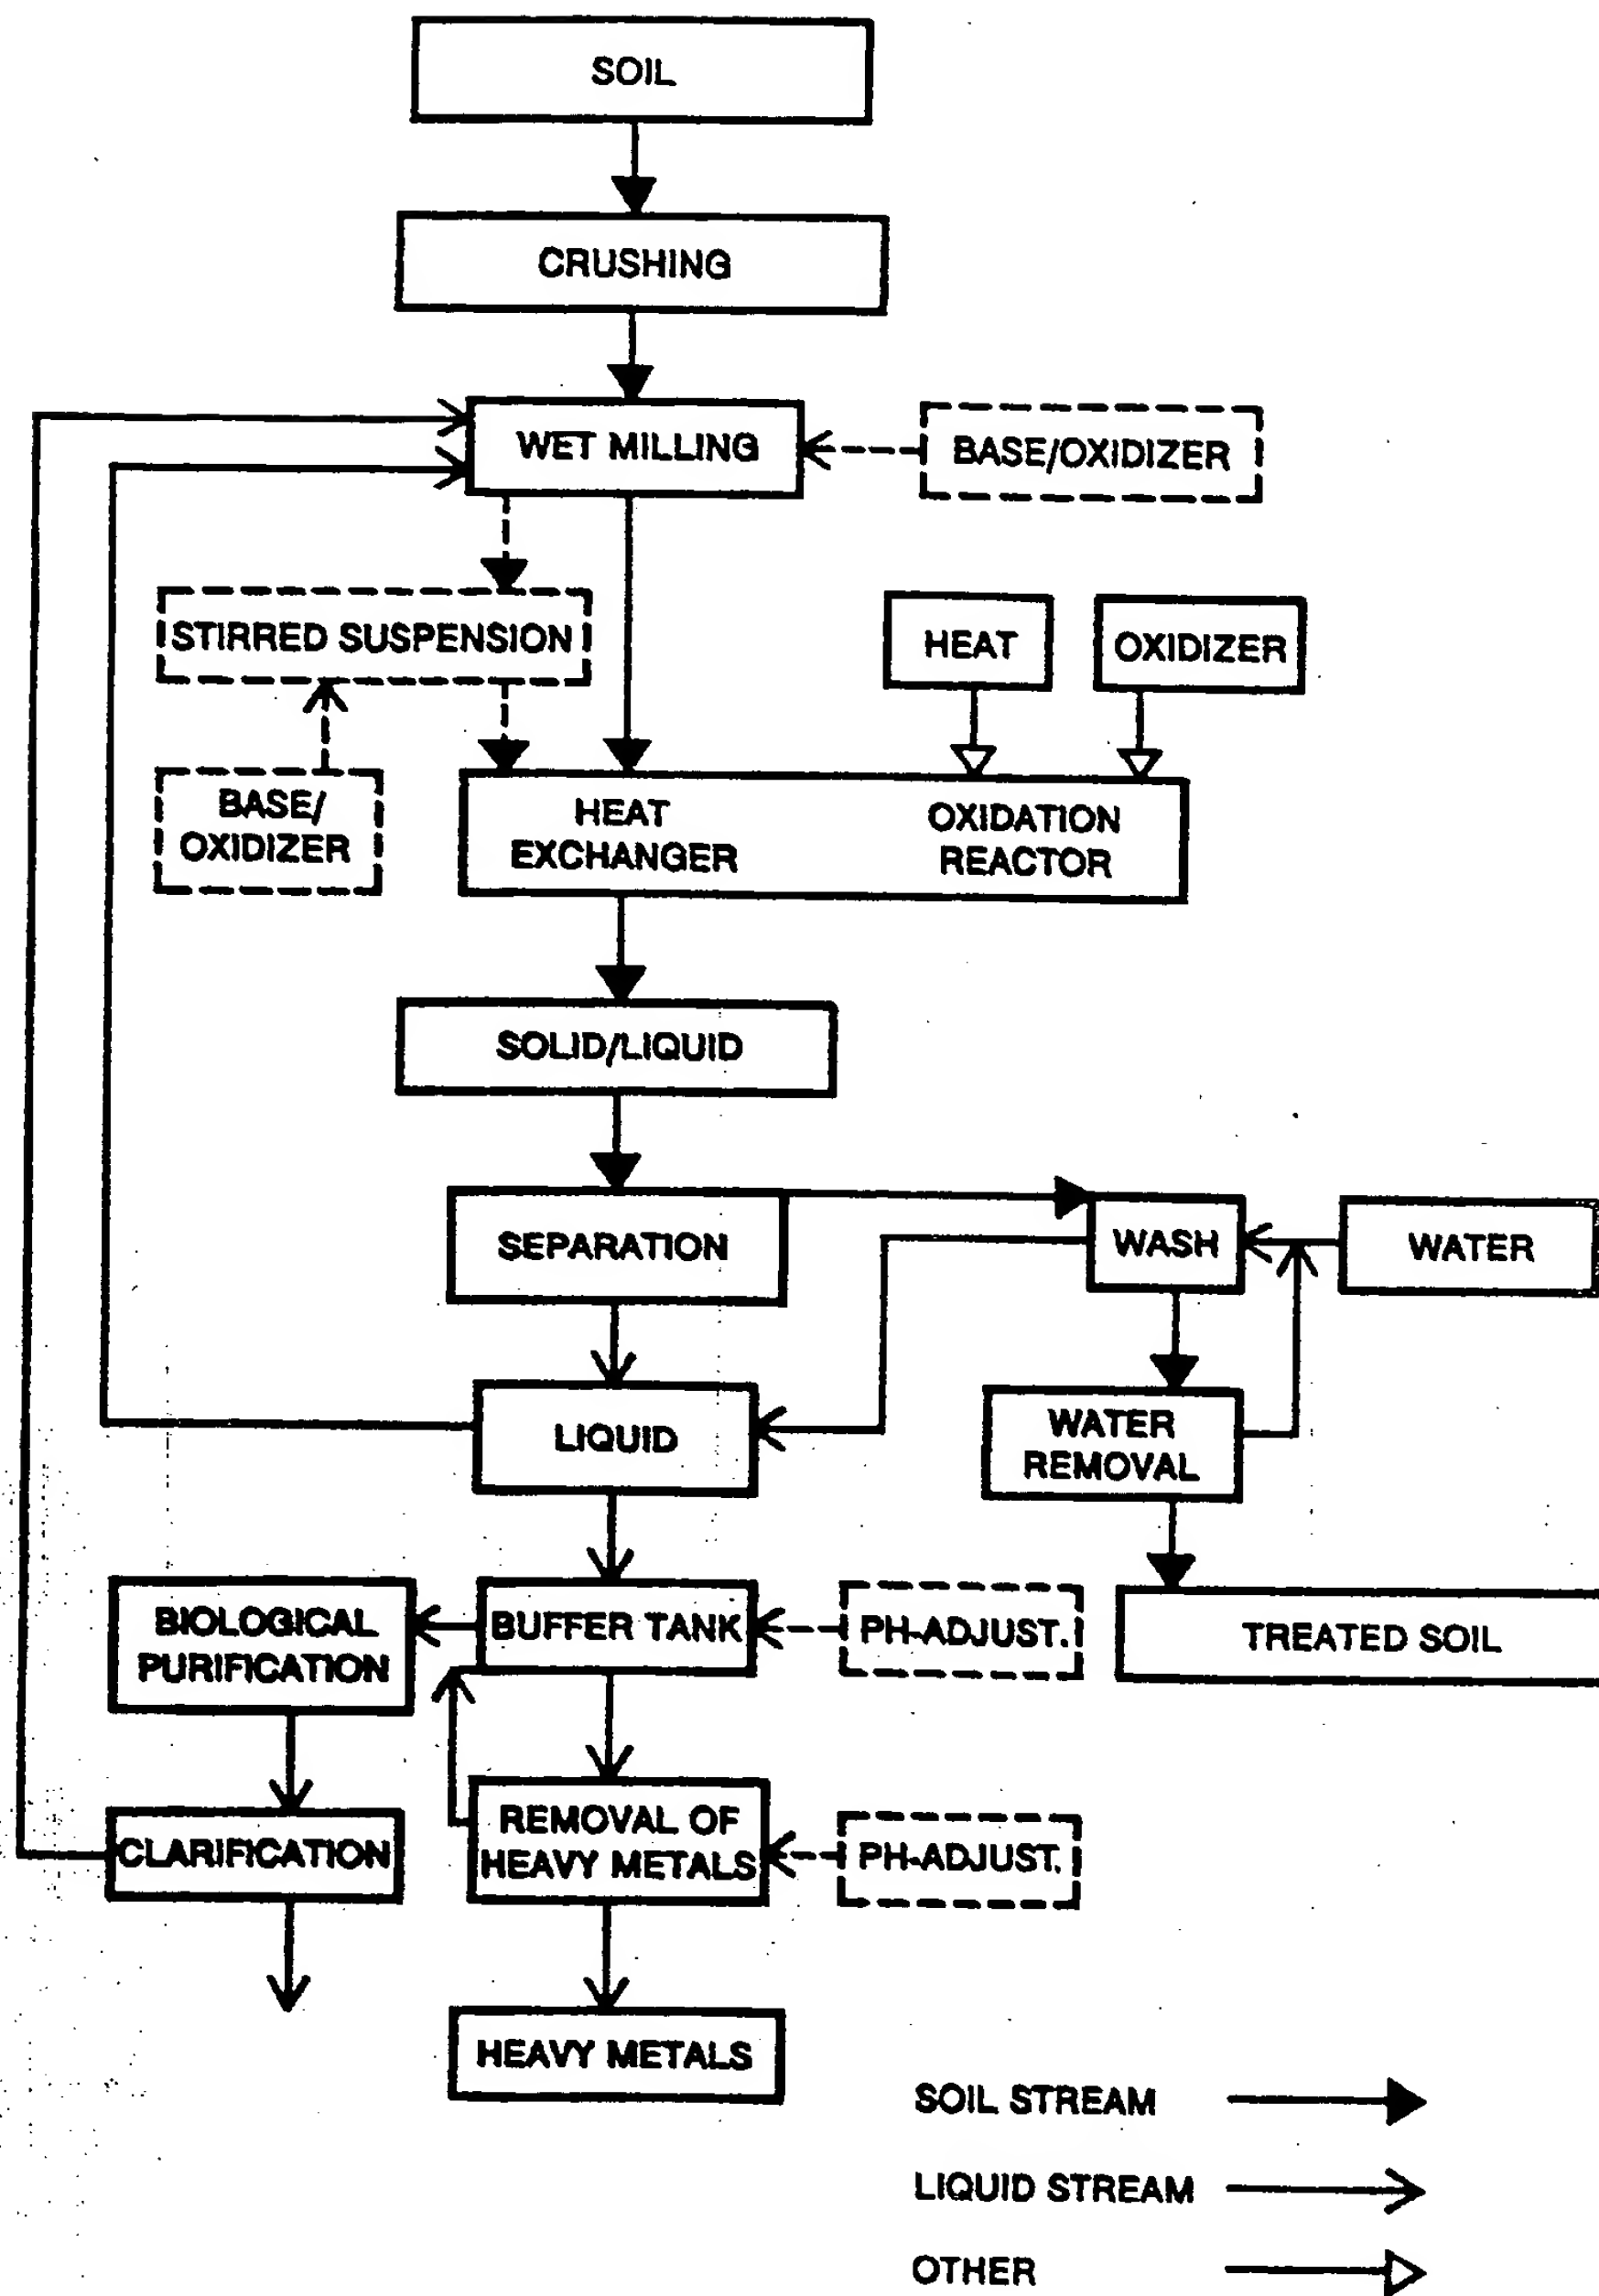 SOIL
CRUSHING
WET MILLING
BASE/OXIDIZER
STIRRED SUSPENSION
HEAT
OXIDIZER
BASE/
OXIDIZER
HEAT
EXCHANGER
OXIDATION
REACTOR
SOLID/LIQUID
SEPARATION
WASH
WATER
LIQUID
WATER
REMOVAL
BIOLOGICAL
PURIFICATION
BUFFER TANK
PH-ADJUST.
TREATED SOIL
REMOVAL OF
HEAVY METALS
PH-ADJUST.
CLARIFICATION
HEAVY METALS
SOIL STREAM
LIQUID STREAM
OTHER